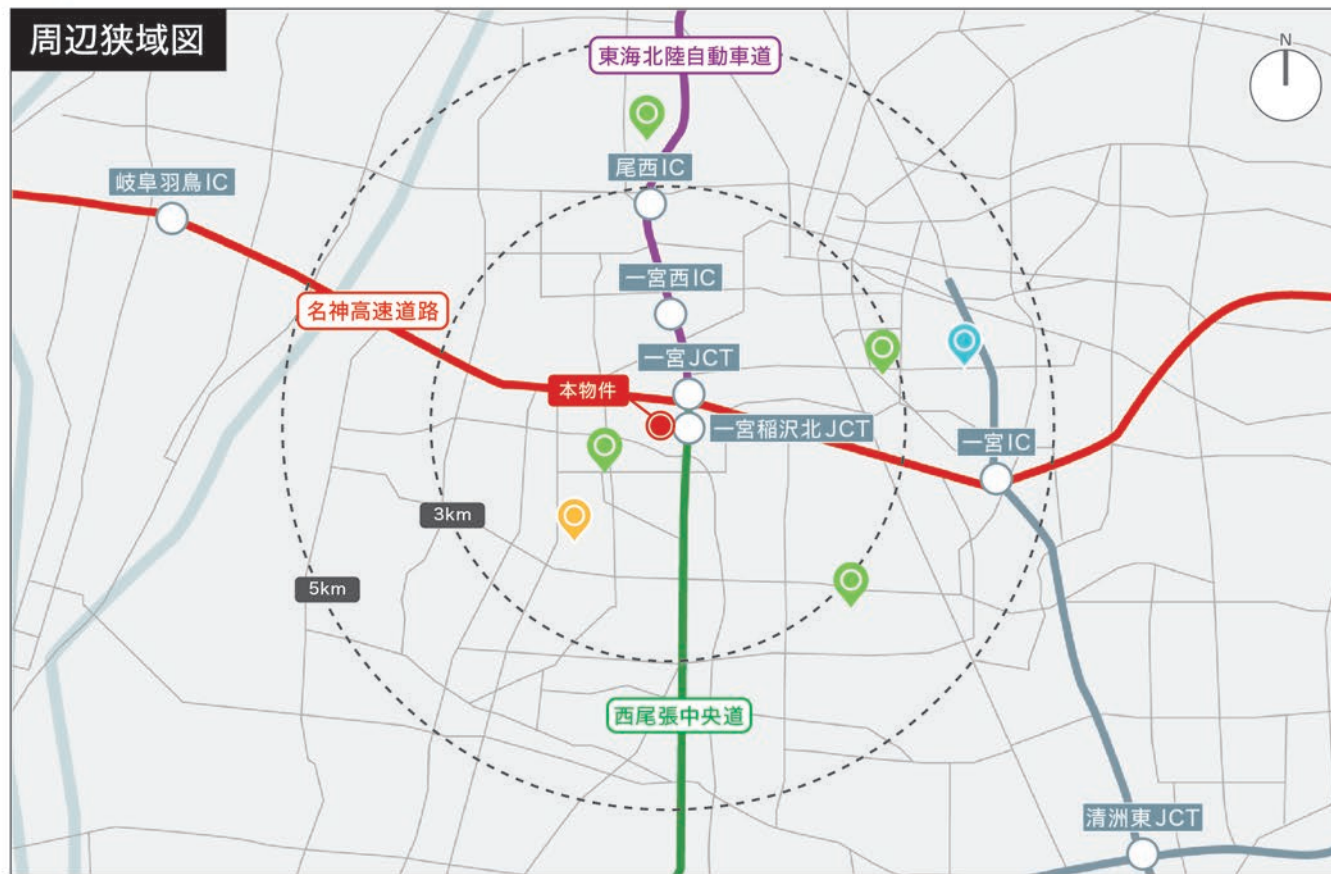 周辺狭域図
東海北陸自動車道
N
尾西IC
岐阜羽鳥IC
一宮西IC
名神高速道路
一宮JCT
本物件
一宮稲沢北JCT
一宮IC
3km
5km
西尾張中央道
清洲東JCT